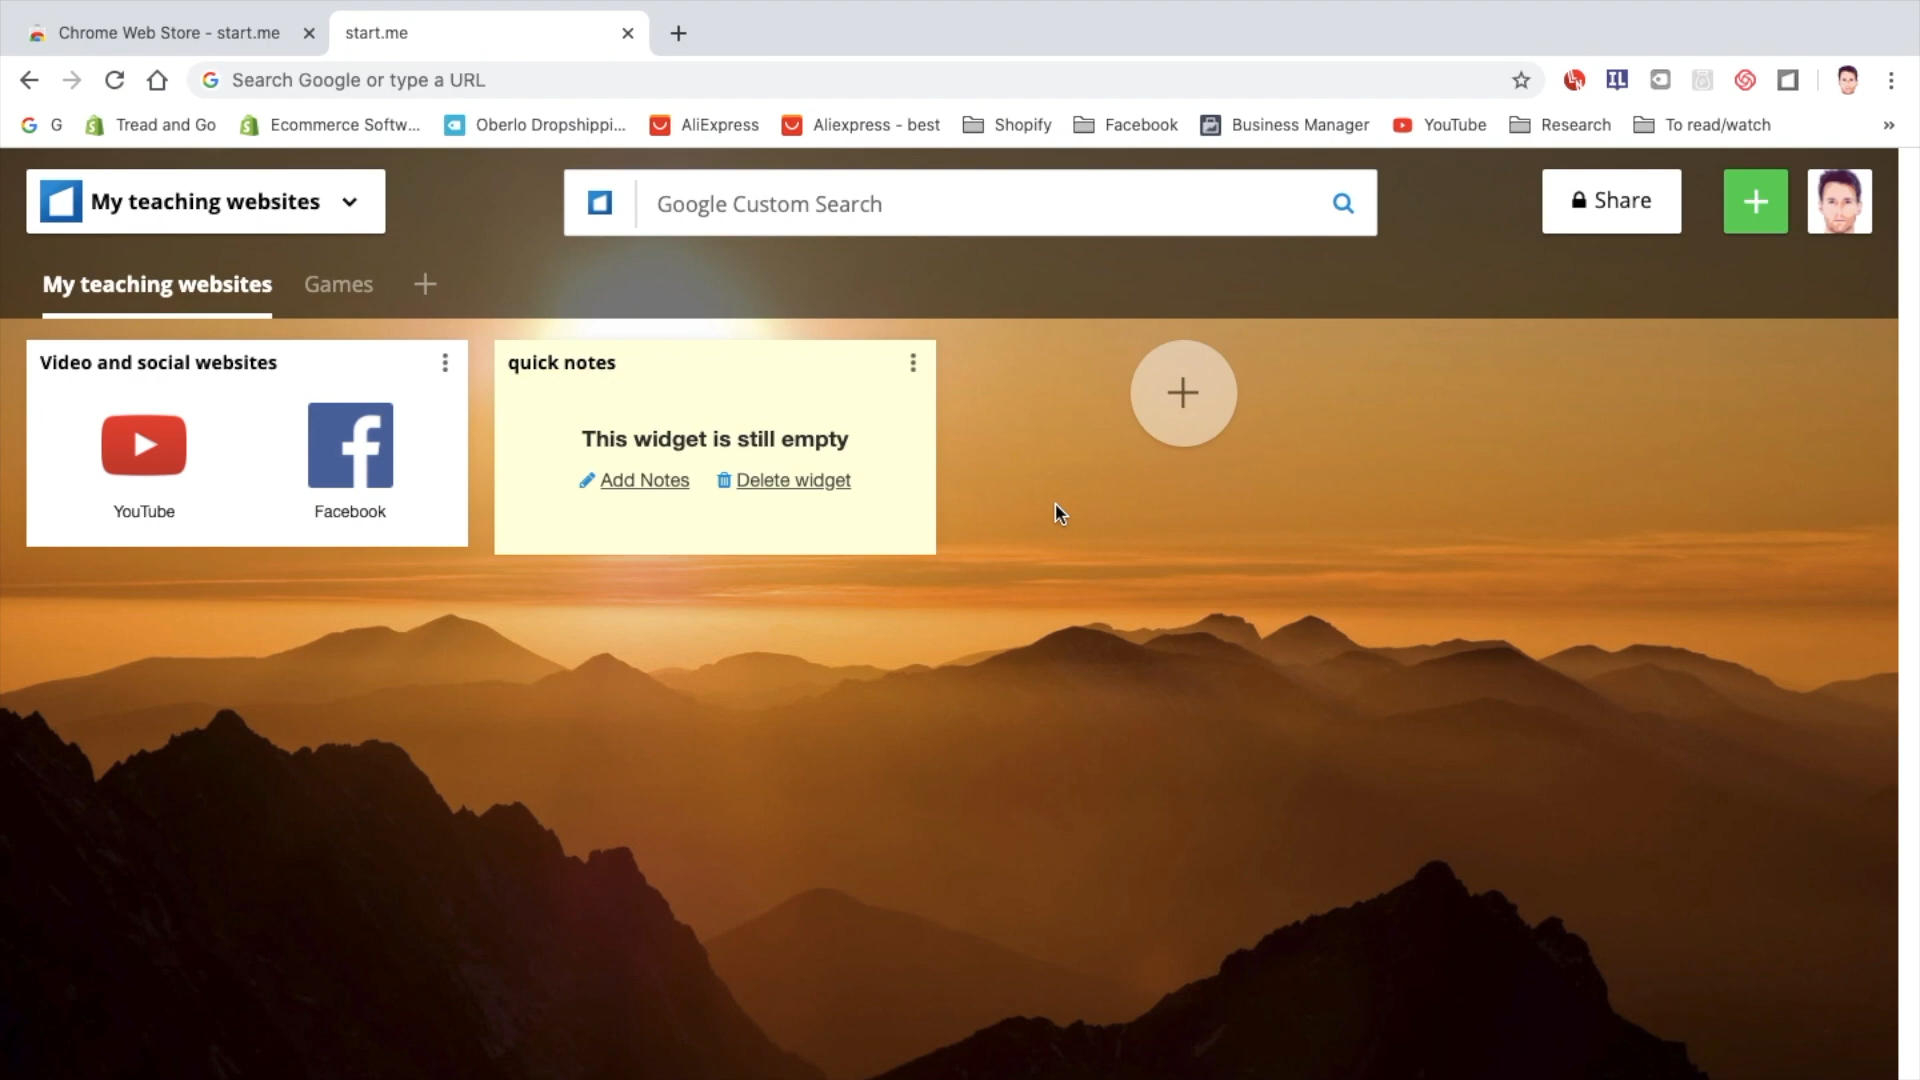 Chrome Web Store - start.me
start.me
Search Google or type a URL
G
Tread and Go
Ecommerce Softw...
Oberlo Dropshippi...
AliExpress
Aliexpress - best
Shopify
Facebook
Business Manager
YouTube
Research
To read/watch
»
My teaching websites
Google Custom Search
Share
My teaching websites
Games
Video and social websites
quick notes
This widget is still empty
Add Notes
Delete widget
YouTube
Facebook